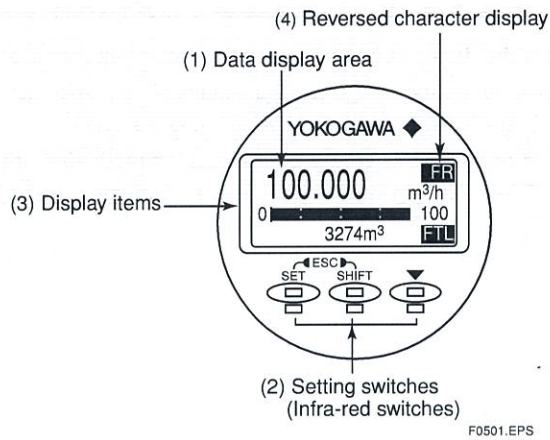 (4) Reversed character display
(1) Data display area
YOKOGAWA
(3) Display items
100.000
FR
m³/h
0
100
3274m³
FTL
ESC
SET
SHIFT
(2) Setting switches
(Infra-red switches)
F0501.EPS